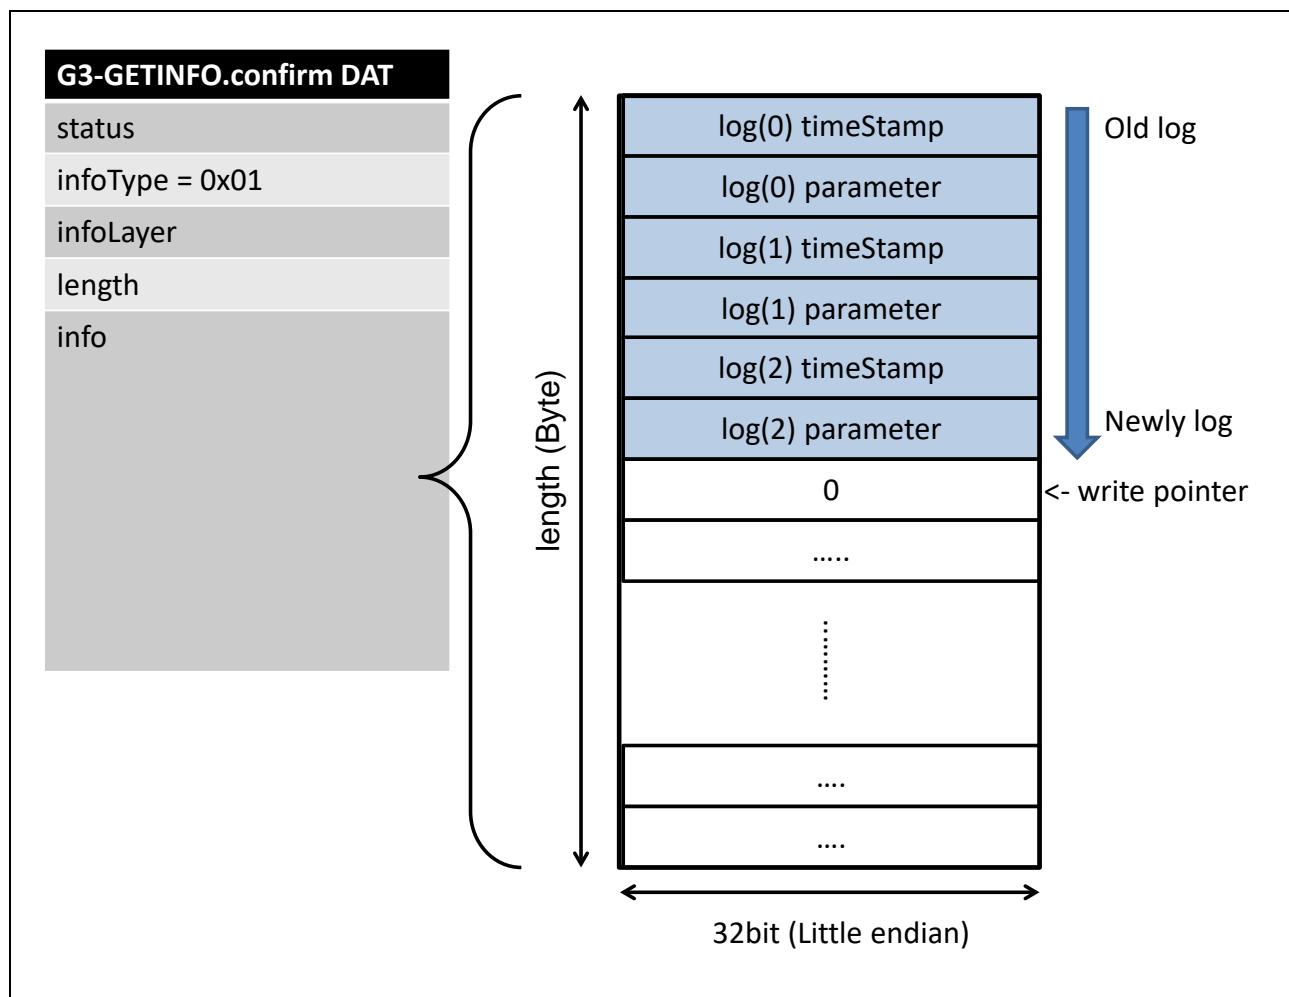 G3-GETINFO.confirm DAT
status
infoType = 0x01
infoLayer
length
info
length (Byte)
log(0) timeStamp
log(0) parameter
log(1) timeStamp
log(1) parameter
log(2) timeStamp
log(2) parameter
0
.....
.........
....
....
32bit (Little endian)
Old log
Newly log
<- write pointer